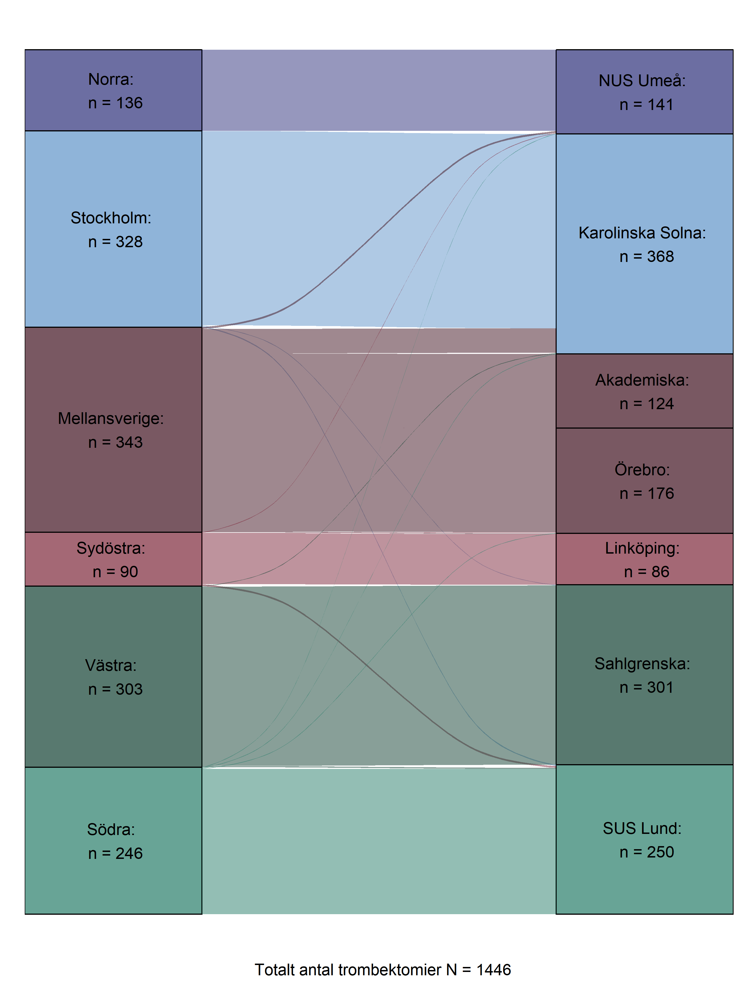 Norra:
n = 136
Stockholm:
n = 328
Mellansverige:
n = 343
Sydöstra:
n = 90
Västra:
n = 303
Södra:
n = 246
NUS Umeå:
n = 141
Karolinska Solna:
n = 368
Akademiska:
n = 124
Örebro:
n = 176
Linköping:
n = 86
Sahlgrenska:
n = 301
SUS Lund:
n = 250
Totalt antal trombektomier N = 1446